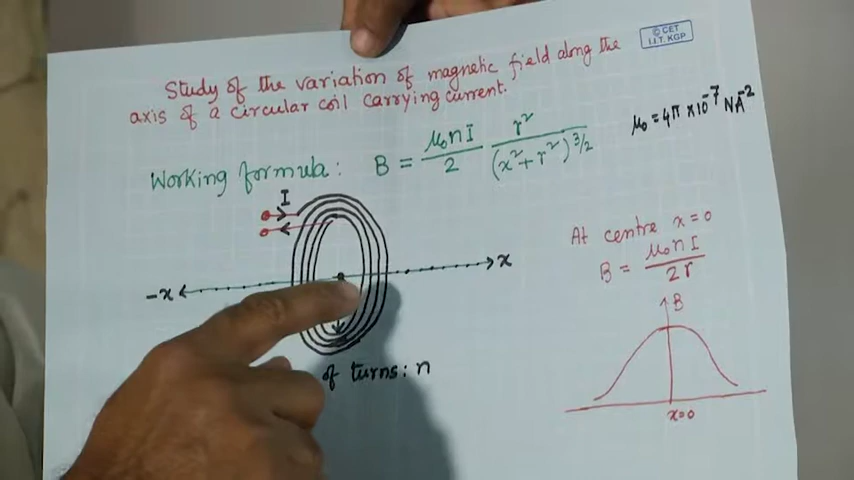 © CET
I.I.T. KGP
Study of the variation of magnetic field along the
axis of a circular coil carrying current.
μ₀ = 4π × 10⁻⁷ NA⁻²
Working formula: B = μ₀nI/2 r²/(x²+r²)^3/2
I
-x x
of turns: n
At centre x=0
B = μ₀nI/2r
B
x=0